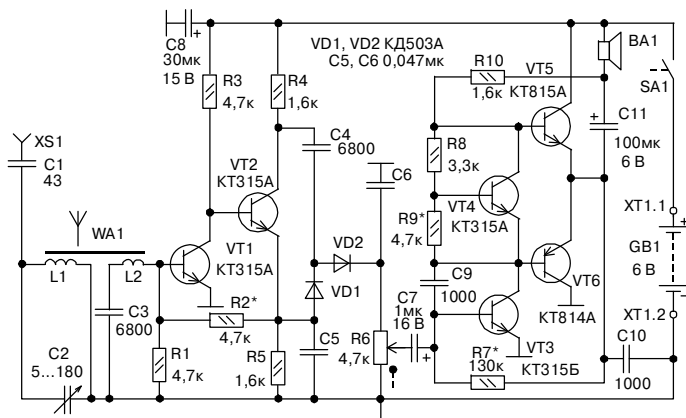 C8
30мк
15 В
VD1, VD2 КД503А
C5, C6 0,047мк
R3
4,7к
R4
1,6к
R10
1,6к
VT5
КТ815А
BA1
SA1
XS1
C1
43
C4
6800
C6
R8
3,3к
C11
100мк
6 В
VT2
КТ315А
VT4
КТ315А
R9*
4,7к
WA1
L1
L2
VT1
КТ315А
VD2
VD1
XT1.1
GB1
6 В
XT1.2
VT6
КТ814А
C3
6800
R2*
4,7к
C9
1000
C7
1мк
16 В
C2
5...180
R1
4,7к
R5
1,6к
C5
R6
4,7к
VT3
КТ315Б
R7*
130к
C10
1000